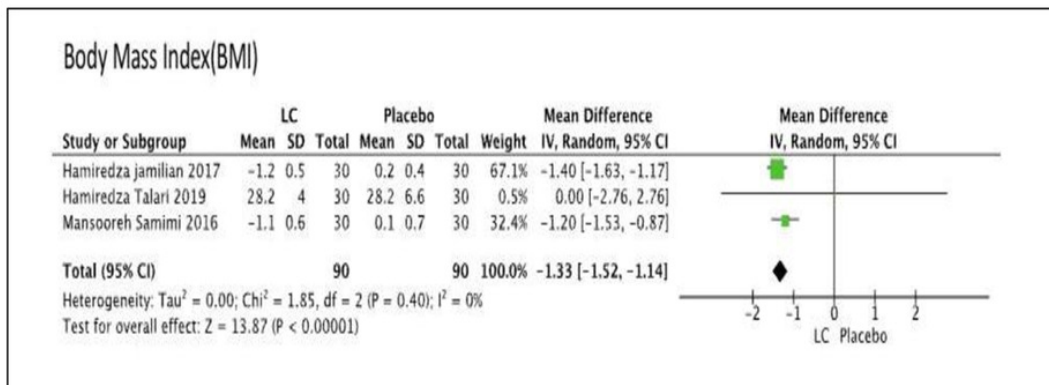 Body Mass Index(BMI)
LC Placebo Mean Difference Mean Difference
Study or Subgroup Mean SD Total Mean SD Total Weight IV, Random, 95% CI IV, Random, 95% CI
Hamiredza jamilian 2017 −1.2 0.5 30 0.2 0.4 30 67.1% −1.40 [−1.63, −1.17]
Hamiredza Talari 2019 28.2 4 30 28.2 6.6 30 0.5% 0.00 [−2.76, 2.76]
Mansooreh Samimi 2016 −1.1 0.6 30 0.1 0.7 30 32.4% −1.20 [−1.53, −0.87]
Total (95% CI) 90 90 100.0% −1.33 [−1.52, −1.14]
Heterogeneity: Tau² = 0.00; Chi² = 1.85, df = 2 (P = 0.40); I² = 0%
Test for overall effect: Z = 13.87 (P < 0.00001)
−2 −1 0 1 2
LC Placebo